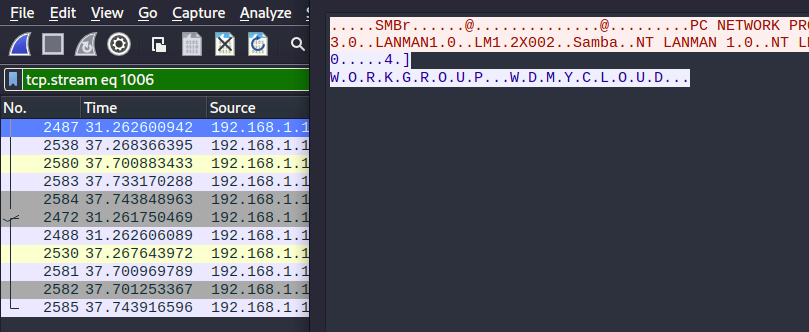 File Edit View Go Capture Analyze
tcp.stream eq 1006
No. Time Source
2487 31.262600942 192.168.1.1
2538 37.268366395 192.168.1.1
2580 37.700883433 192.168.1.1
2583 37.733170288 192.168.1.1
2584 37.743848963 192.168.1.1
2472 31.261750469 192.168.1.1
2488 31.262606089 192.168.1.1
2530 37.267643972 192.168.1.1
2581 37.700969789 192.168.1.1
2582 37.701253367 192.168.1.1
2585 37.743916596 192.168.1.1
.....SMBr......@..............@.........PC NETWORK PRO
3.0..LANMAN1.0..LM1.2X002..Samba..NT LANMAN 1.0..NT L
0.....4.]
W.O.R.K.G.R.O.U.P...W.D.M.Y.C.L.O.U.D...